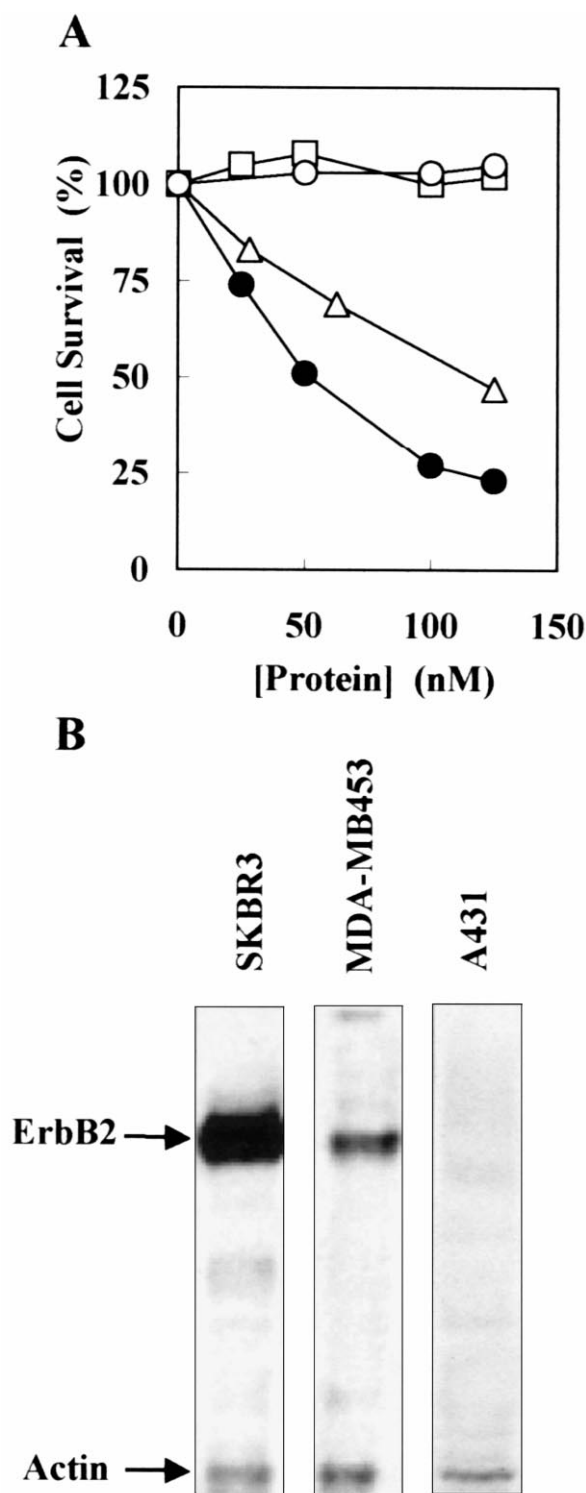 A
125
100
75
50
25
0
Cell Survival (%)
0 50 100 150
[Protein] (nM)
B
SKBR3
MDA-MB453
A431
ErbB2
Actin